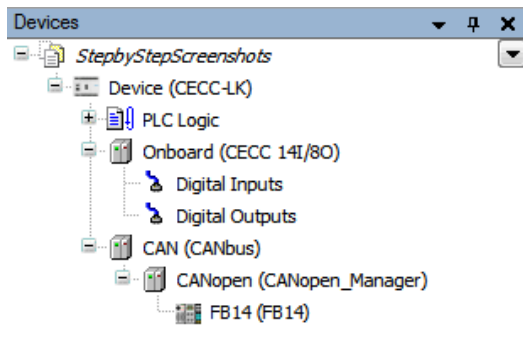 Devices
StepbyStepScreenshots
Device (CECC-LK)
PLC Logic
Onboard (CECC 14I/8O)
Digital Inputs
Digital Outputs
CAN (CANbus)
CANopen (CANopen_Manager)
FB14 (FB14)